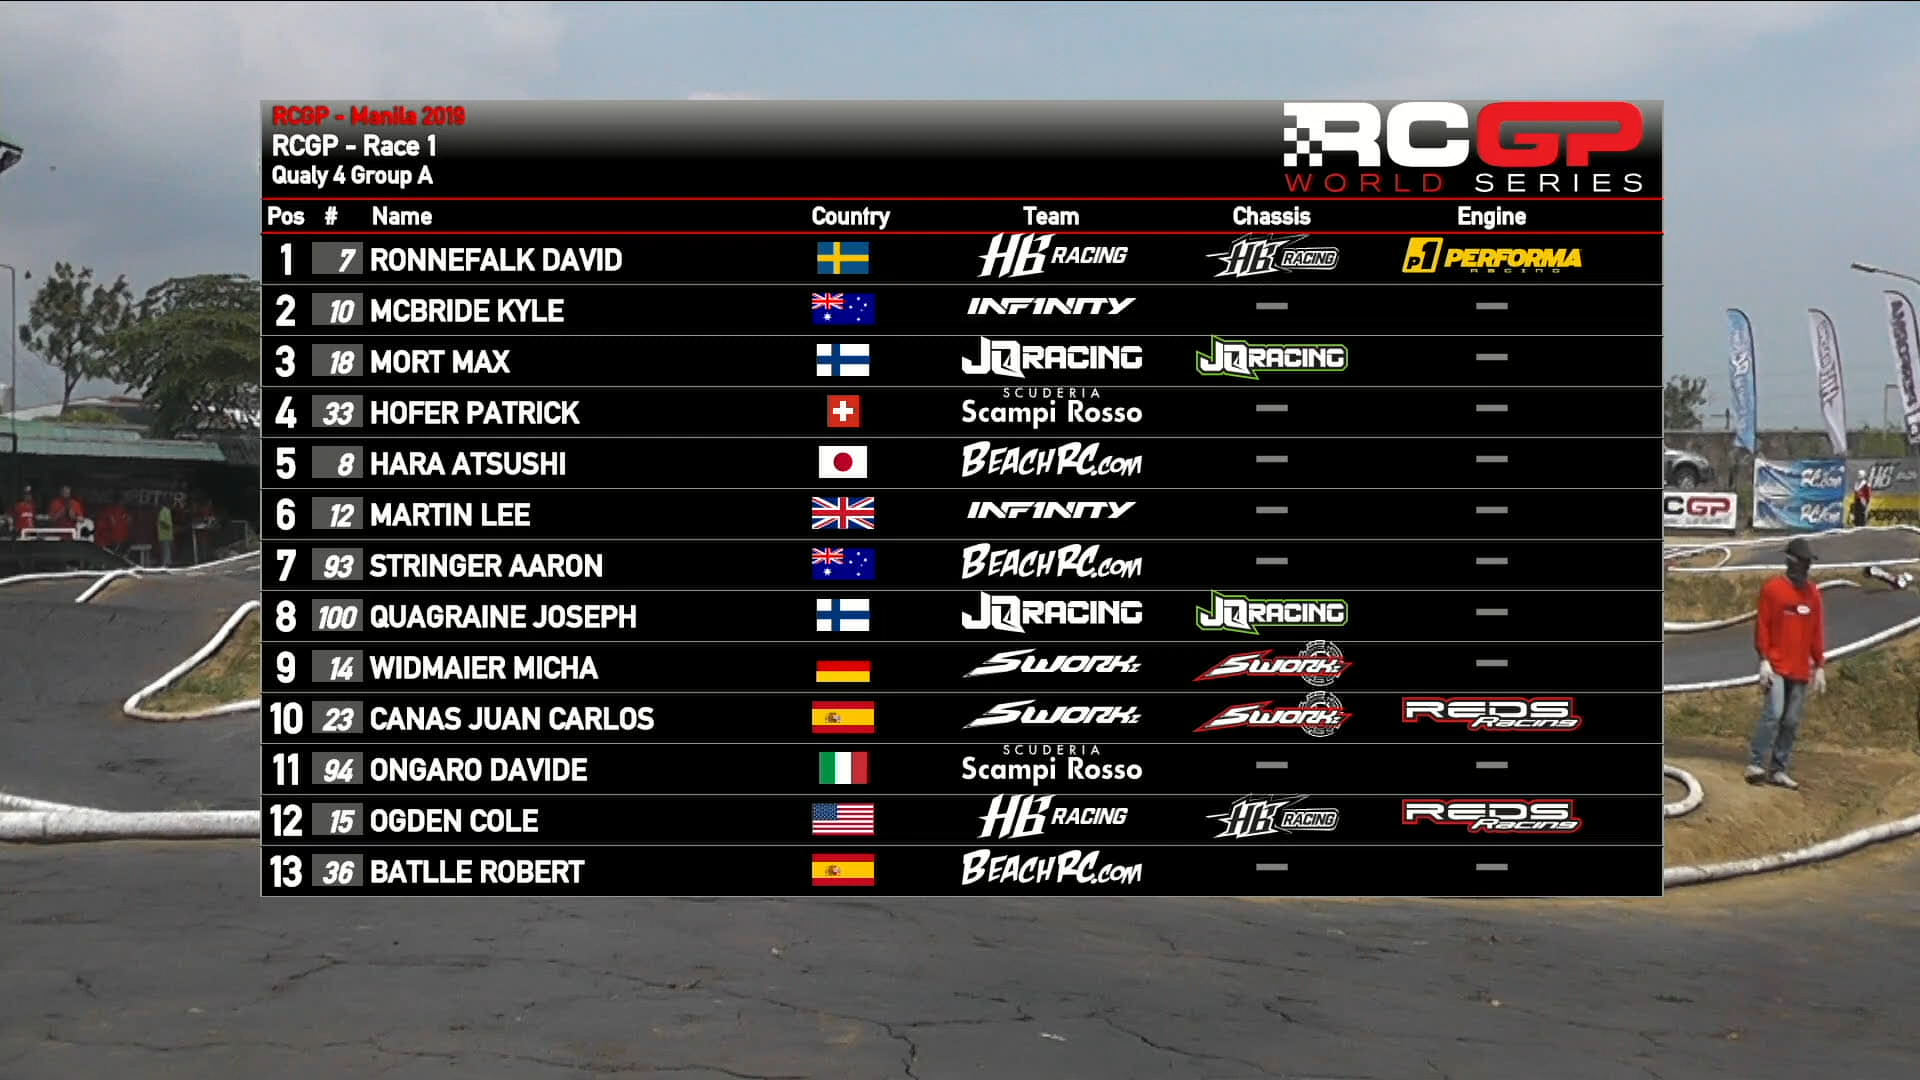 RCGP - Manila 2019
RCGP - Race 1
Qualy 4 Group A
RCGP
WORLD SERIES
Pos # Name Country Team Chassis Engine
1 7 RONNEFALK DAVID HB RACING HB RACING P1 PERFORMA RACING
2 10 MCBRIDE KYLE INFINITY — —
3 18 MORT MAX JQRACING JQRACING —
4 33 HOFER PATRICK SCUDERIA Scampi Rosso — —
5 8 HARA ATSUSHI BEACHRC.COM — —
6 12 MARTIN LEE INFINITY — —
7 93 STRINGER AARON BEACHRC.COM — —
8 100 QUAGRAINE JOSEPH JQRACING JQRACING —
9 14 WIDMAIER MICHA SWORKz SWORKz —
10 23 CANAS JUAN CARLOS SWORKz SWORKz REDS Racing
11 94 ONGARO DAVIDE SCUDERIA Scampi Rosso — —
12 15 OGDEN COLE HB RACING HB RACING REDS Racing
13 36 BATLLE ROBERT BEACHRC.COM — —
CGP